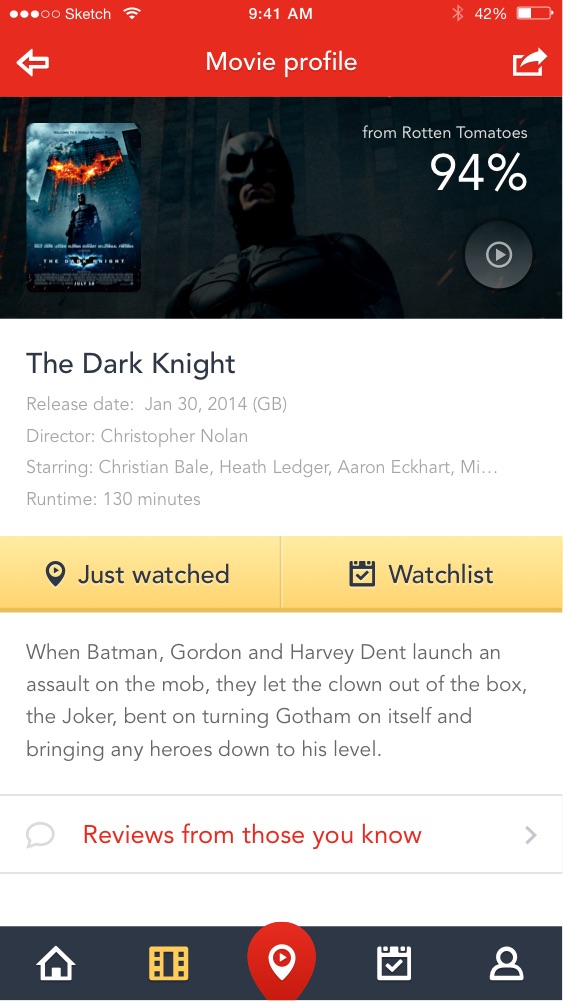 Sketch 9:41 AM 42%
Movie profile
from Rotten Tomatoes
94%
THE DARK KNIGHT
JULY 18
The Dark Knight
Release date: Jan 30, 2014 (GB)
Director: Christopher Nolan
Starring: Christian Bale, Heath Ledger, Aaron Eckhart, Mi…
Runtime: 130 minutes
Just watched Watchlist
When Batman, Gordon and Harvey Dent launch an
assault on the mob, they let the clown out of the box,
the Joker, bent on turning Gotham on itself and
bringing any heroes down to his level.
Reviews from those you know